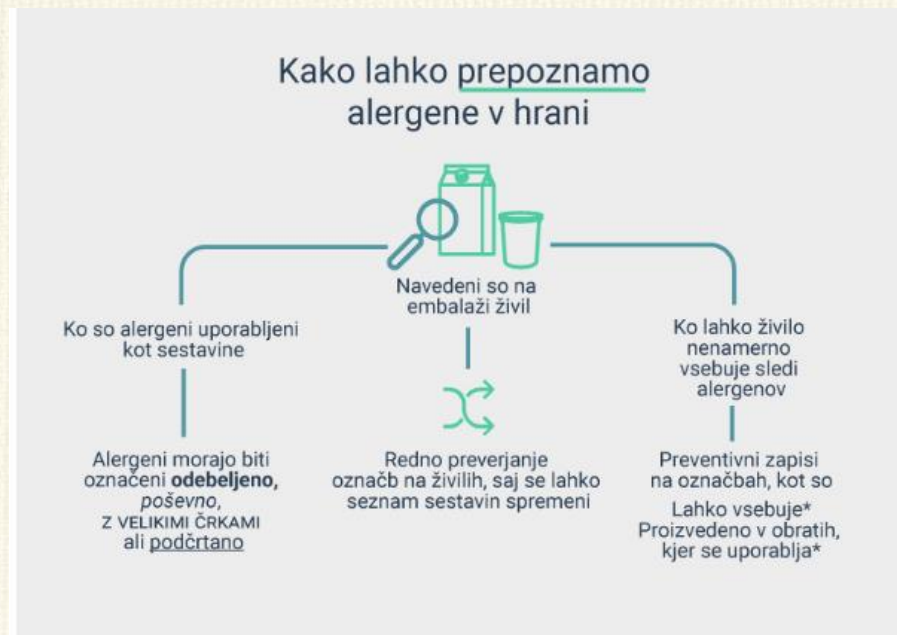 Kako lahko prepoznamo
alergene v hrani
Navedeni so na
embalaži živil
Ko so alergeni uporabljeni
kot sestavine
Alergeni morajo biti
označeni odebeljeno,
poševno,
Z VELIKIMI ČRKAMI
ali podčrtano
Redno preverjanje
označb na živilih, saj se lahko
seznam sestavin spremeni
Ko lahko živilo
nenamerno
vsebuje sledi
alergenov
Preventivni zapisi
na označbah, kot so
Lahko vsebuje*
Proizvedeno v obratih,
kjer se uporablja*